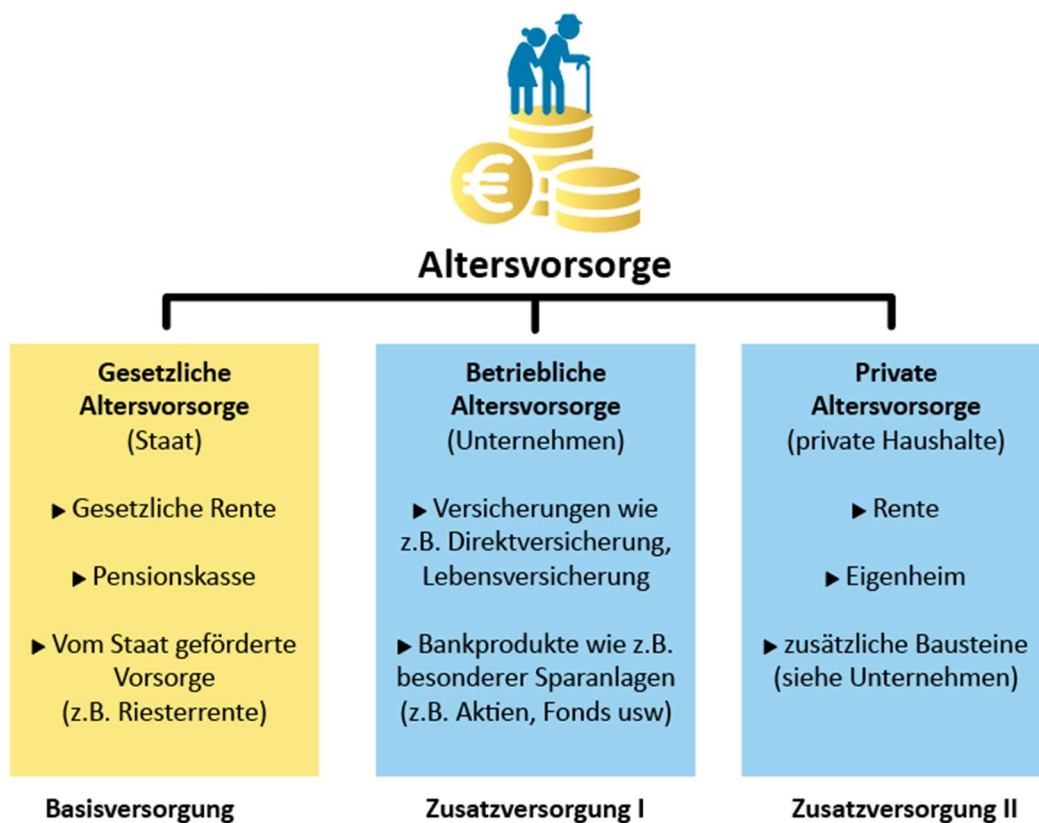 €
Altersvorsorge
Gesetzliche
Altersvorsorge
(Staat)
▶ Gesetzliche Rente
▶ Pensionskasse
▶ Vom Staat geförderte
Vorsorge
(z.B. Riesterrente)
Basisversorgung
Betriebliche
Altersvorsorge
(Unternehmen)
▶ Versicherungen wie
z.B. Direktversicherung,
Lebensversicherung
▶ Bankprodukte wie z.B.
besonderer Sparanlagen
(z.B. Aktien, Fonds usw)
Zusatzversorgung I
Private
Altersvorsorge
(private Haushalte)
▶ Rente
▶ Eigenheim
▶ zusätzliche Bausteine
(siehe Unternehmen)
Zusatzversorgung II